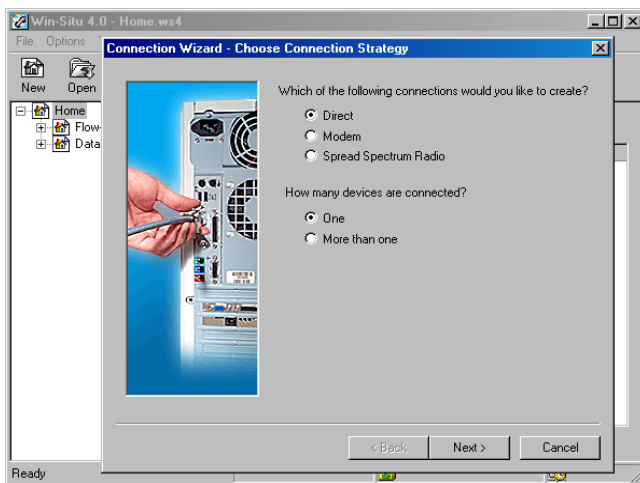 Win-Situ 4.0 - Home.ws4
File Options
Connection Wizard - Choose Connection Strategy
New Open
Home
Flow-
Data
Which of the following connections would you like to create?
Direct
Modem
Spread Spectrum Radio
How many devices are connected?
One
More than one
< Back Next > Cancel
Ready